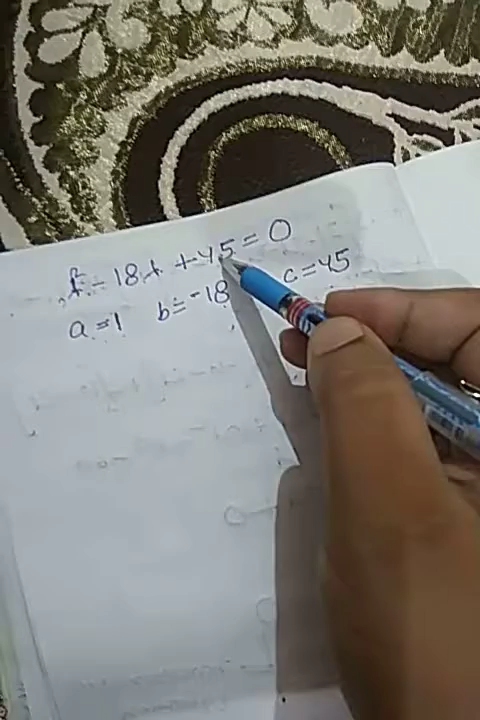 t² - 18t + 45 = 0
a = 1 b = -18 c = 45